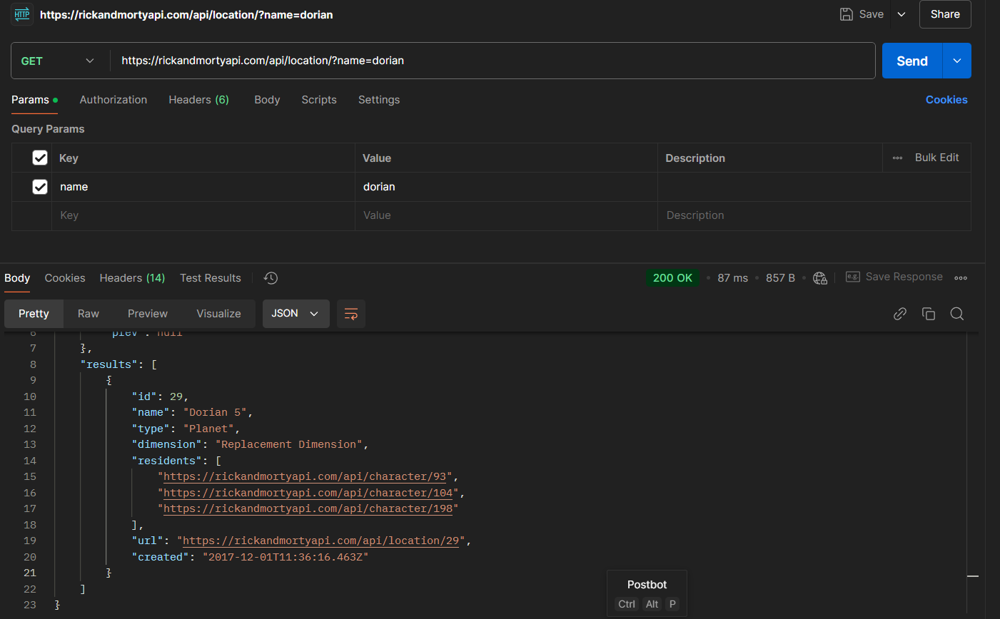 HTTP https://rickandmortyapi.com/api/location/?name=dorian Save Share
GET https://rickandmortyapi.com/api/location/?name=dorian Send
Params Authorization Headers (6) Body Scripts Settings Cookies
Query Params
Key Value Description Bulk Edit
name dorian
Key Value Description
Body Cookies Headers (14) Test Results 200 OK 87 ms 857 B e.g. Save Response
Pretty Raw Preview Visualize JSON
6 "prev": null
7 },
8 "results": [
9 {
10 "id": 29,
11 "name": "Dorian 5",
12 "type": "Planet",
13 "dimension": "Replacement Dimension",
14 "residents": [
15 "https://rickandmortyapi.com/api/character/93",
16 "https://rickandmortyapi.com/api/character/104",
17 "https://rickandmortyapi.com/api/character/198"
18 ],
19 "url": "https://rickandmortyapi.com/api/location/29",
20 "created": "2017-12-01T11:36:16.463Z"
21 }
22 ]
23 }
Postbot
Ctrl Alt P